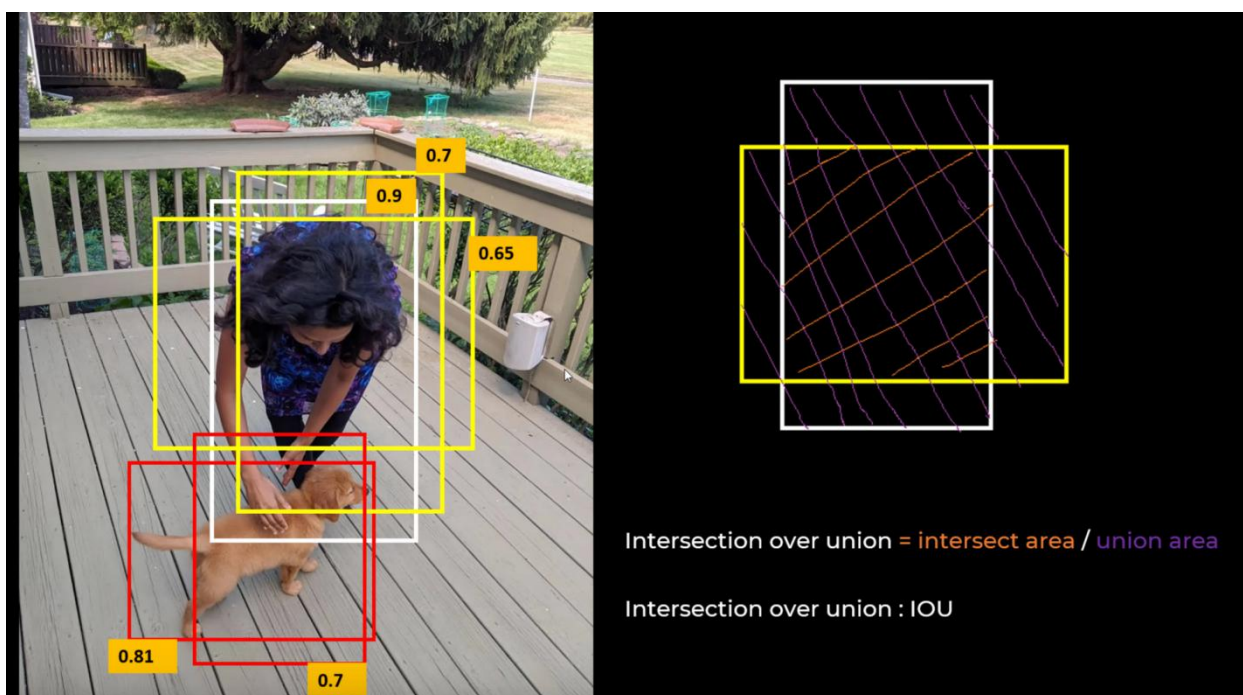 0.7
0.9
0.65
0.81
0.7
Intersection over union = intersect area / union area
Intersection over union : IOU